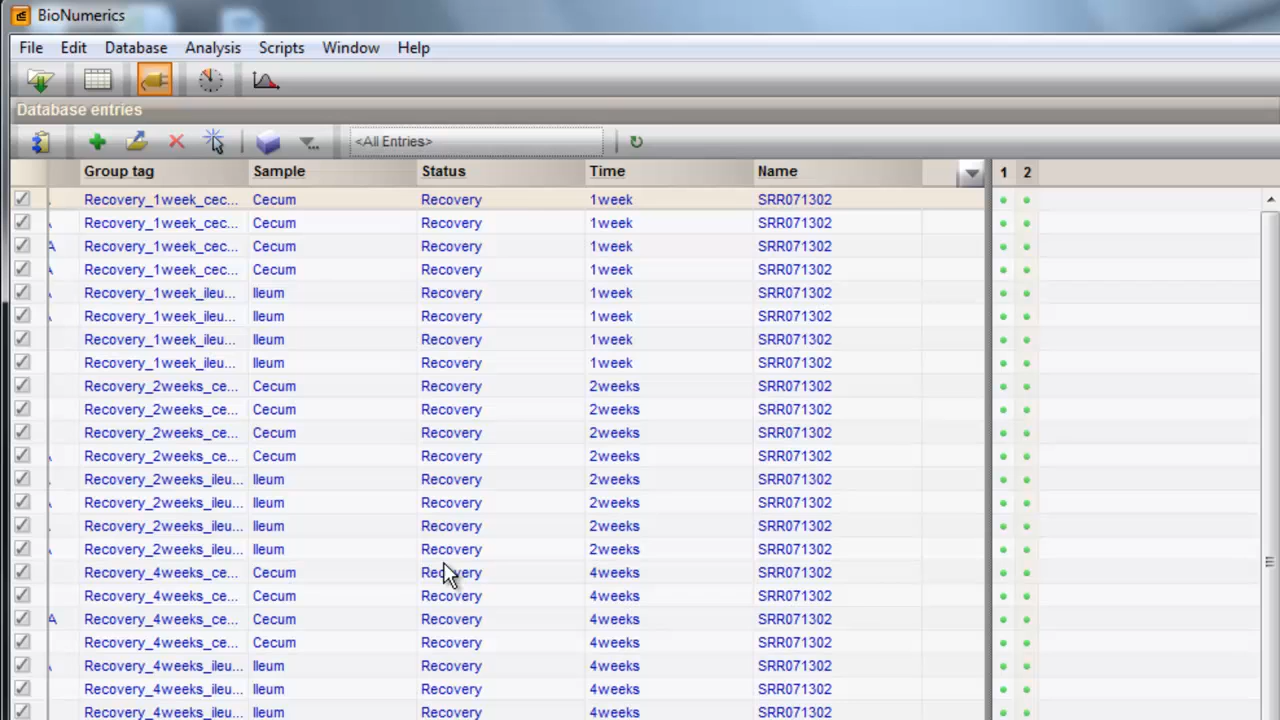 BioNumerics
File Edit Database Analysis Scripts Window Help
Database entries
<All Entries>
Group tag Sample Status Time Name 1 2
Recovery_1week_cec... Cecum Recovery 1week SRR071302
Recovery_1week_cec... Cecum Recovery 1week SRR071302
A Recovery_1week_cec... Cecum Recovery 1week SRR071302
Recovery_1week_cec... Cecum Recovery 1week SRR071302
Recovery_1week_ileu... Ileum Recovery 1week SRR071302
Recovery_1week_ileu... Ileum Recovery 1week SRR071302
Recovery_1week_ileu... Ileum Recovery 1week SRR071302
Recovery_1week_ileu... Ileum Recovery 1week SRR071302
Recovery_2weeks_ce... Cecum Recovery 2weeks SRR071302
Recovery_2weeks_ce... Cecum Recovery 2weeks SRR071302
Recovery_2weeks_ce... Cecum Recovery 2weeks SRR071302
Recovery_2weeks_ce... Cecum Recovery 2weeks SRR071302
Recovery_2weeks_ileu... Ileum Recovery 2weeks SRR071302
Recovery_2weeks_ileu... Ileum Recovery 2weeks SRR071302
Recovery_2weeks_ileu... Ileum Recovery 2weeks SRR071302
Recovery_2weeks_ileu... Ileum Recovery 2weeks SRR071302
Recovery_4weeks_ce... Cecum Recovery 4weeks SRR071302
Recovery_4weeks_ce... Cecum Recovery 4weeks SRR071302
A Recovery_4weeks_ce... Cecum Recovery 4weeks SRR071302
Recovery_4weeks_ce... Cecum Recovery 4weeks SRR071302
Recovery_4weeks_ileu... Ileum Recovery 4weeks SRR071302
Recovery_4weeks_ileu... Ileum Recovery 4weeks SRR071302
Recovery_4weeks_ileu... Ileum Recovery 4weeks SRR071302